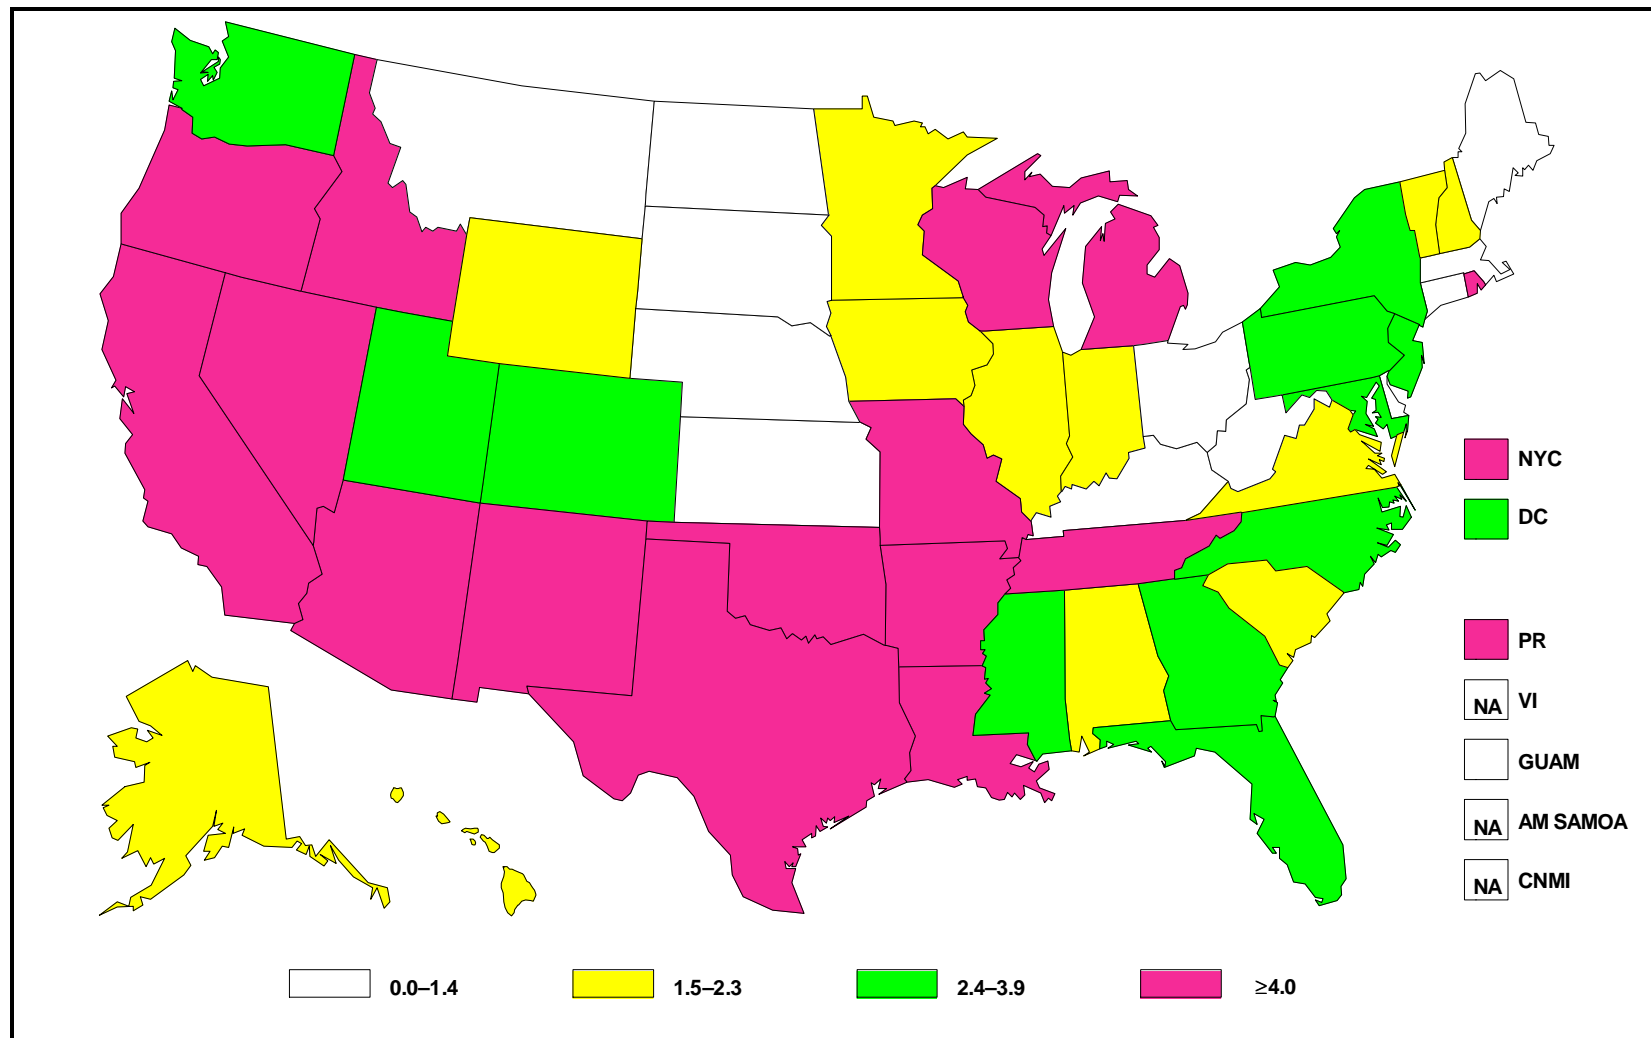 NYC
DC
PR
NA VI
GUAM
NA AM SAMOA
NA CNMI
0.0–1.4 1.5–2.3 2.4–3.9 ≥4.0